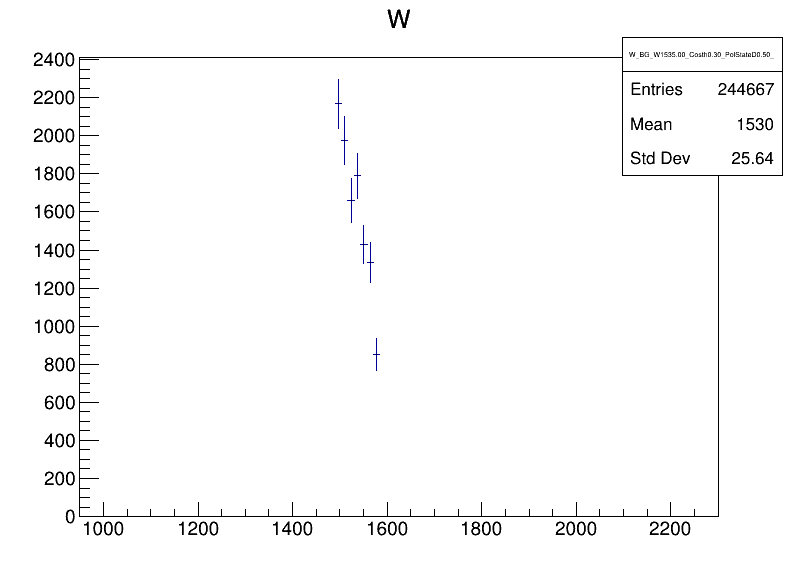 W
W_BG_W1535.00_Costh0.30_PolStateD0.50_
Entries 244667
Mean 1530
Std Dev 25.64
2400
2200
2000
1800
1600
1400
1200
1000
800
600
400
200
0
1000 1200 1400 1600 1800 2000 2200